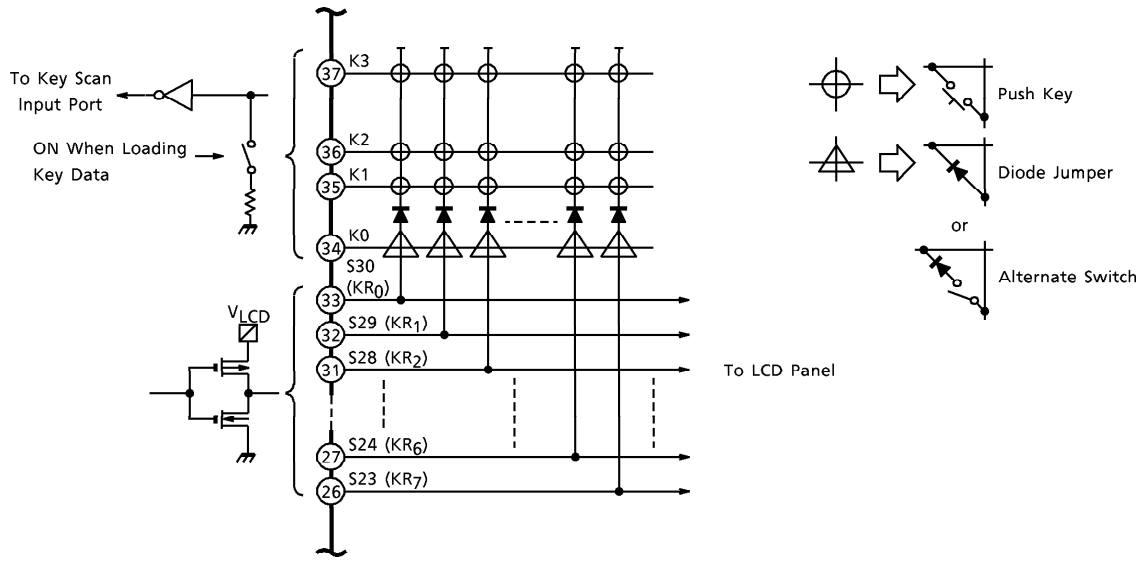 To Key Scan
Input Port
ON When Loading
Key Data
37 K3
36 K2
35 K1
34 K0
33 S30
(KR0)
32 S29 (KR1)
31 S28 (KR2)
27 S24 (KR6)
26 S23 (KR7)
VLCD
To LCD Panel
Push Key
Diode Jumper
or
Alternate Switch